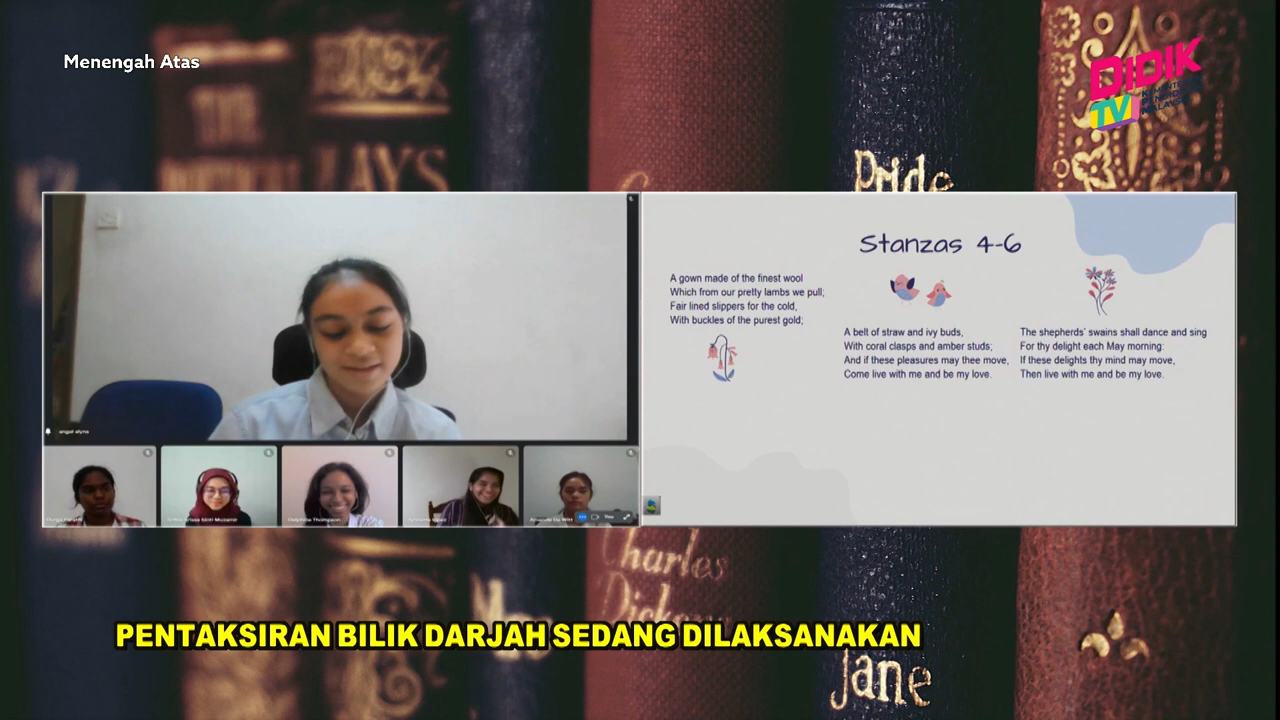 Menengah Atas
DIDIK
TV
Pride
Stanzas 4-6
A gown made of the finest wool
Which from our pretty lambs we pull;
Fair lined slippers for the cold,
With buckles of the purest gold;
A belt of straw and ivy buds,
With coral clasps and amber studs;
And if these pleasures may thee move,
Come live with me and be my love.
The shepherds' swains shall dance and sing
For thy delight each May morning:
If these delights thy mind may move,
Then live with me and be my love.
Charles
PENTAKSIRAN BILIK DARJAH SEDANG DILAKSANAKAN
Jane